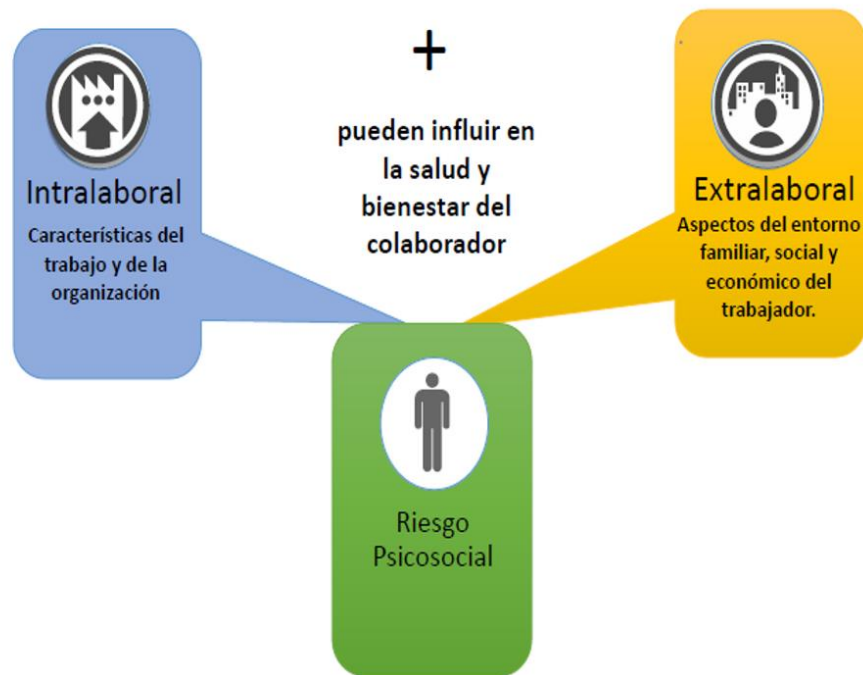 Intralaboral
Características del
trabajo y de la
organización
+
pueden influir en
la salud y
bienestar del
colaborador
Extralaboral
Aspectos del entorno
familiar, social y
económico del
trabajador.
Riesgo
Psicosocial